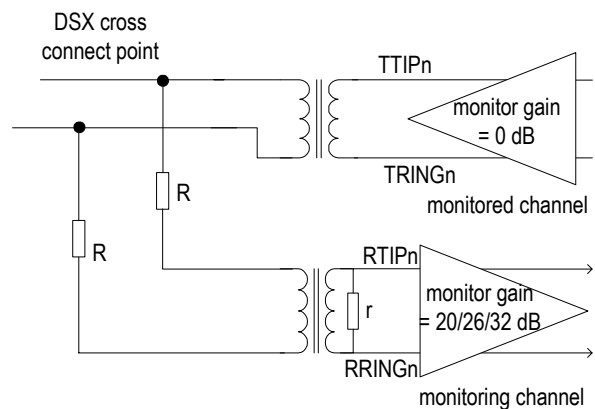 DSX cross
connect point
TTIPn
monitor gain
= 0 dB
TRINGn
monitored channel
R
R
RTIPn
monitor gain
= 20/26/32 dB
r
RRINGn
monitoring channel